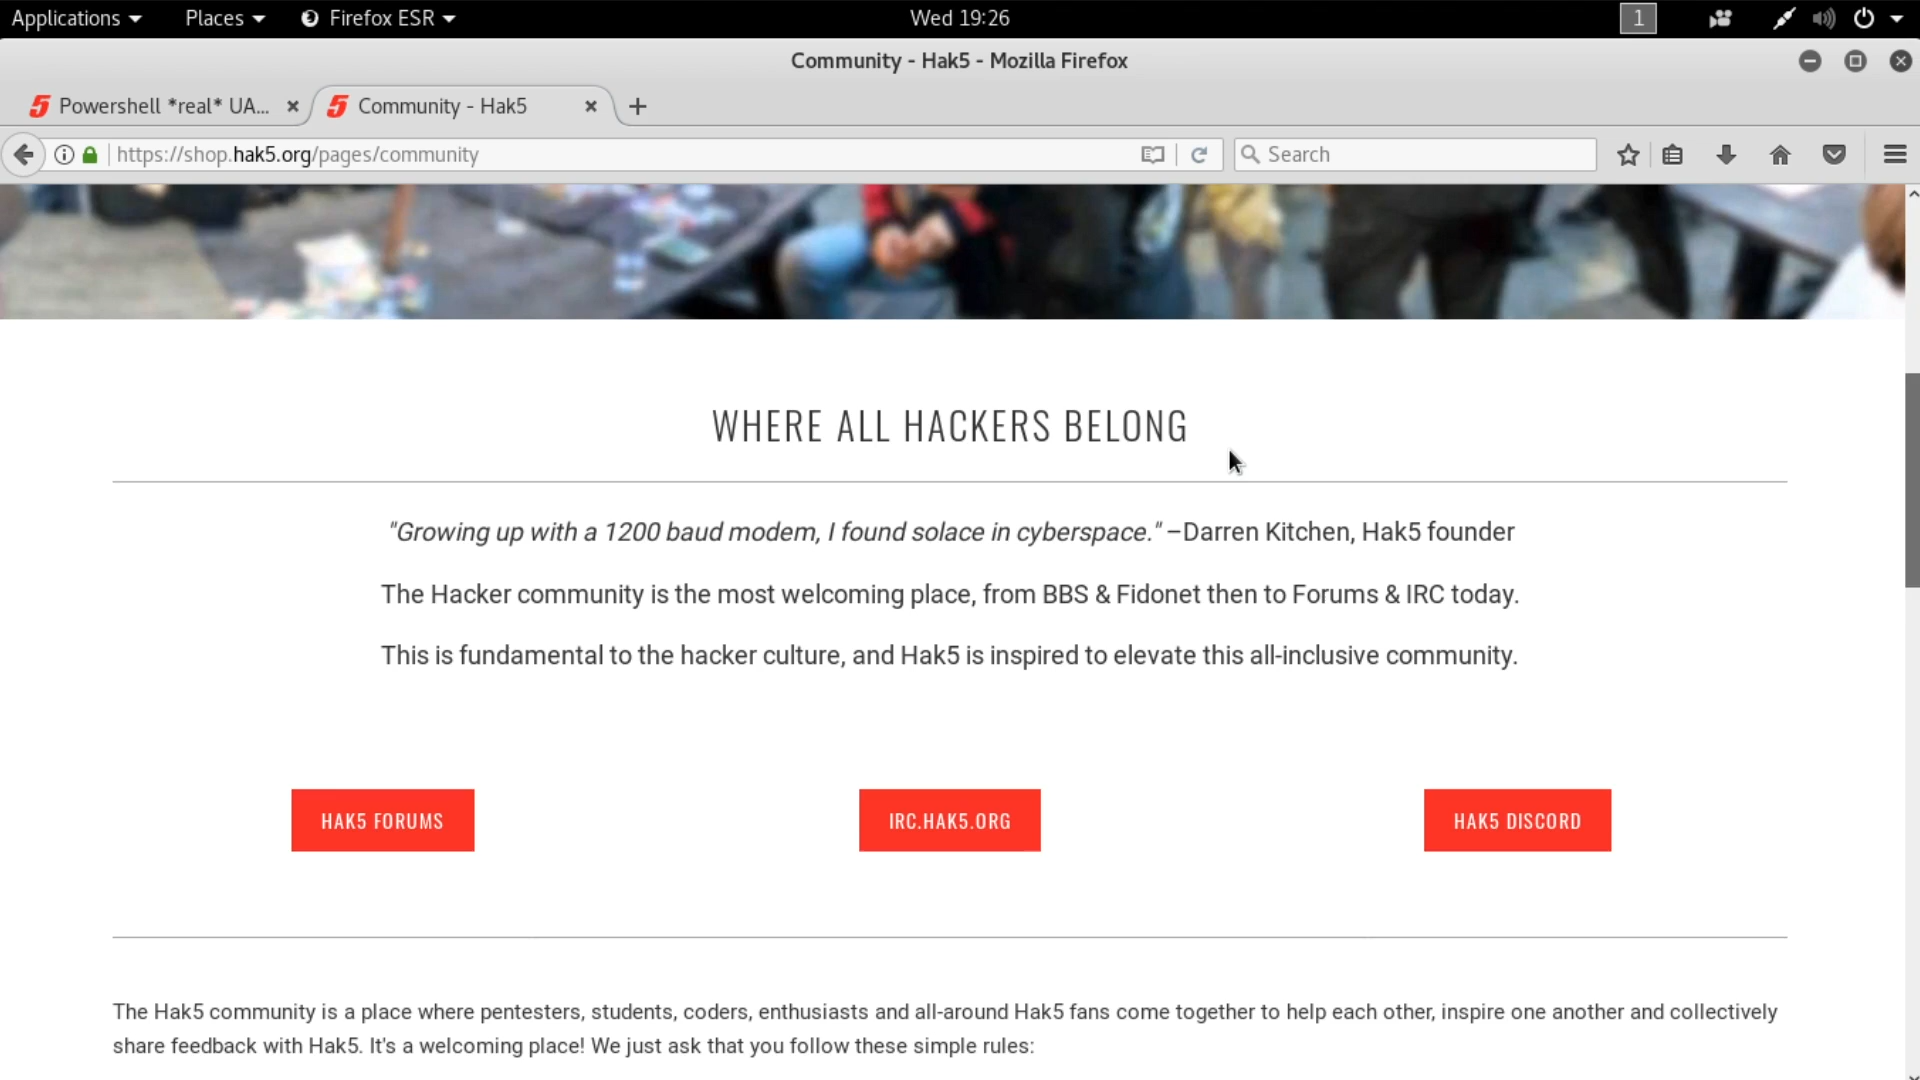 Applications Places Firefox ESR Wed 19:26 1
Community - Hak5 - Mozilla Firefox
Powershell *real* UA... Community - Hak5
https://shop.hak5.org/pages/community Search
WHERE ALL HACKERS BELONG
"Growing up with a 1200 baud modem, I found solace in cyberspace." –Darren Kitchen, Hak5 founder
The Hacker community is the most welcoming place, from BBS & Fidonet then to Forums & IRC today.
This is fundamental to the hacker culture, and Hak5 is inspired to elevate this all-inclusive community.
HAK5 FORUMS IRC.HAK5.ORG HAK5 DISCORD
The Hak5 community is a place where pentesters, students, coders, enthusiasts and all-around Hak5 fans come together to help each other, inspire one another and collectively
share feedback with Hak5. It's a welcoming place! We just ask that you follow these simple rules: